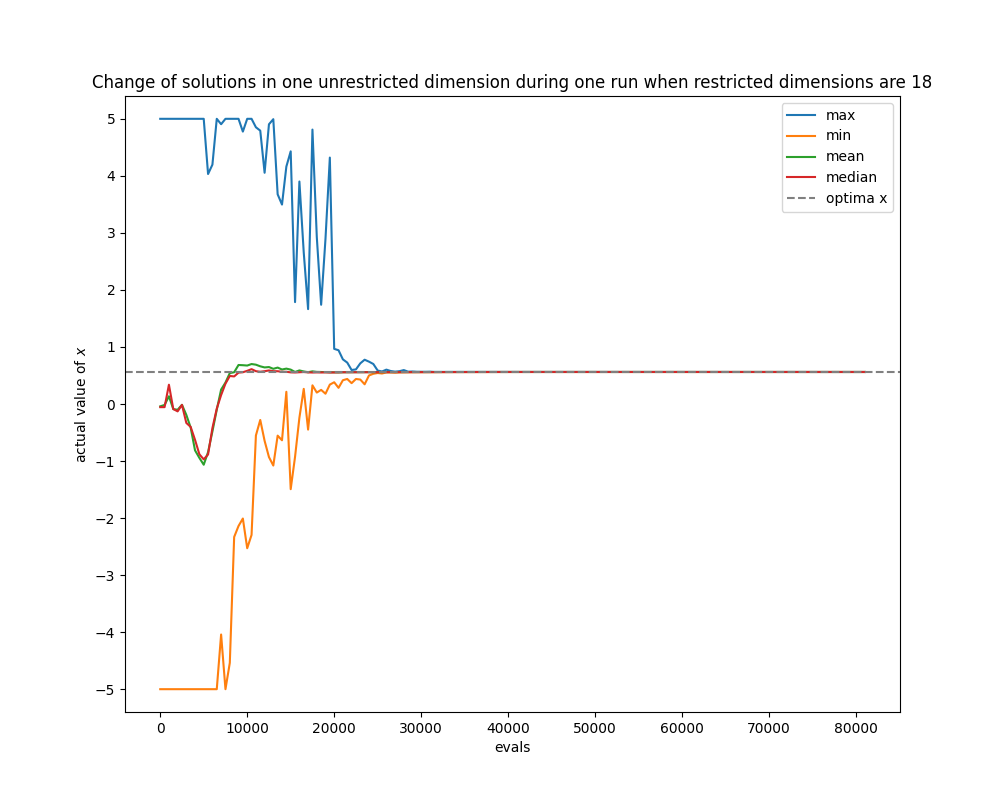 Change of solutions in one unrestricted dimension during one run when restricted dimensions are 18
max
min
mean
median
optima x
actual value of x
5
4
3
2
1
0
−1
−2
−3
−4
−5
0 10000 20000 30000 40000 50000 60000 70000 80000
evals